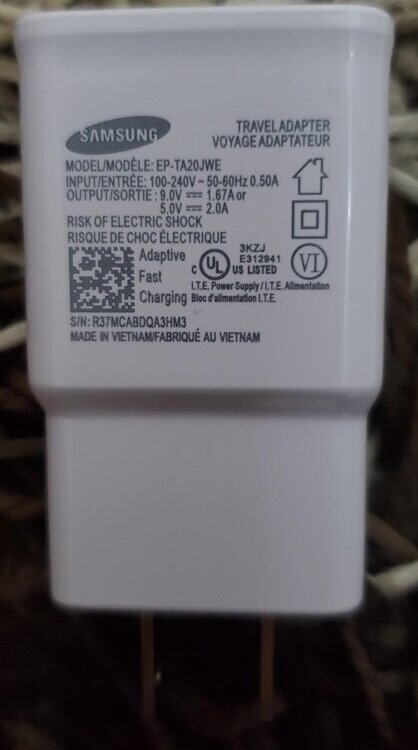 SAMSUNG
TRAVEL ADAPTER
VOYAGE ADAPTATEUR
MODEL/MODÈLE: EP-TA20JWE
INPUT/ENTRÉE: 100-240V ~ 50-60Hz 0.50A
OUTPUT/SORTIE : 9.0V ⎓ 1.67A or
5.0V ⎓ 2.0A
RISK OF ELECTRIC SHOCK
RISQUE DE CHOC ÉLECTRIQUE
Adaptive
Fast
Charging
3KZJ
E312941
C UL US LISTED
VI
I.T.E. Power Supply / I.T.E. Alimentation
Bloc d'alimentation I.T.E.
S/N: R37MCABDQA3HM3
MADE IN VIETNAM/FABRIQUÉ AU VIETNAM